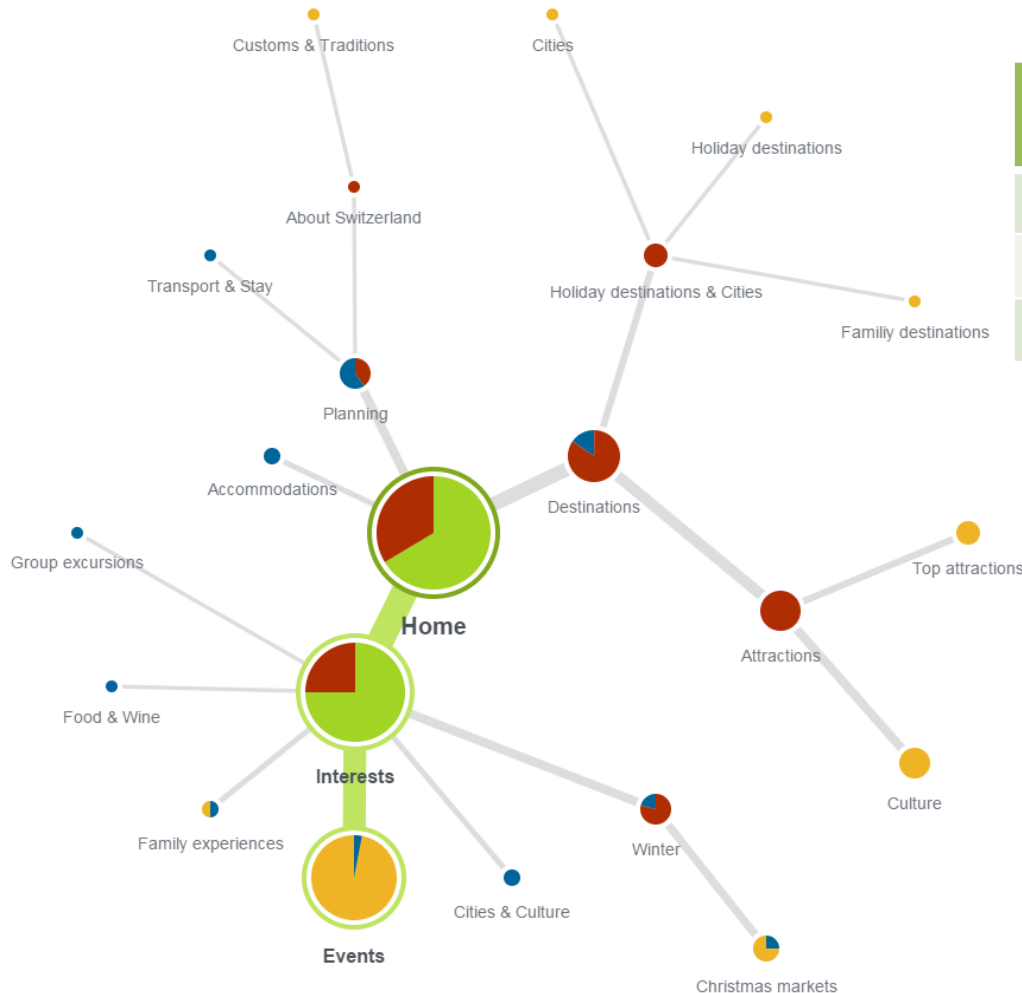 Customs & Traditions
Cities
Holiday destinations
About Switzerland
Transport & Stay
Holiday destinations & Cities
Familiy destinations
Planning
Accommodations
Destinations
Group excursions
Top attractions
Home
Attractions
Food & Wine
Interests
Culture
Family experiences
Winter
Cities & Culture
Events
Christmas markets